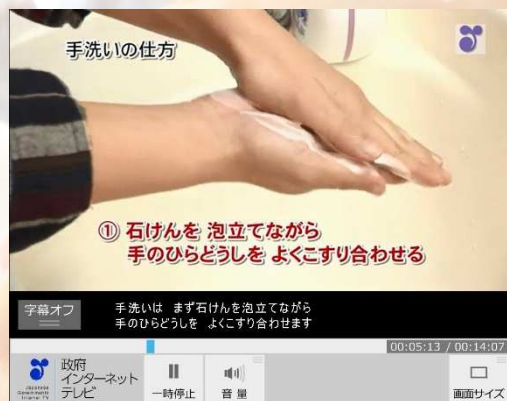 手洗いの仕方
① 石けんを 泡立てながら
手のひらどうしを よくこすり合わせる
字幕オフ
手洗いは まず石けんを泡立てながら
手のひらどうしを よくこすり合わせます
00:05:13 / 00:14:07
政府
インターネット
テレビ
Japanese
Government
Internet TV
一時停止
音量
画面サイズ